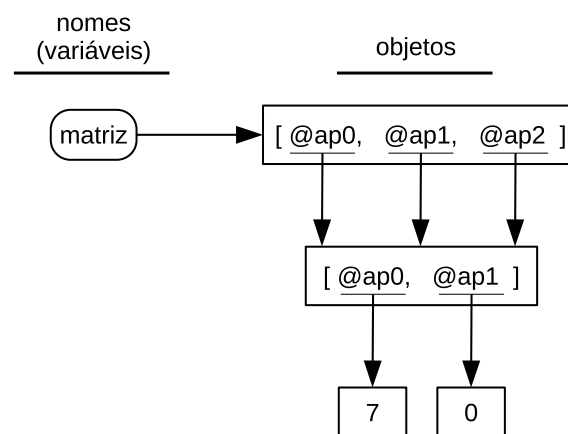 nomes
(variáveis)
objetos
matriz
[ @ap0, @ap1, @ap2 ]
[ @ap0, @ap1 ]
7 0